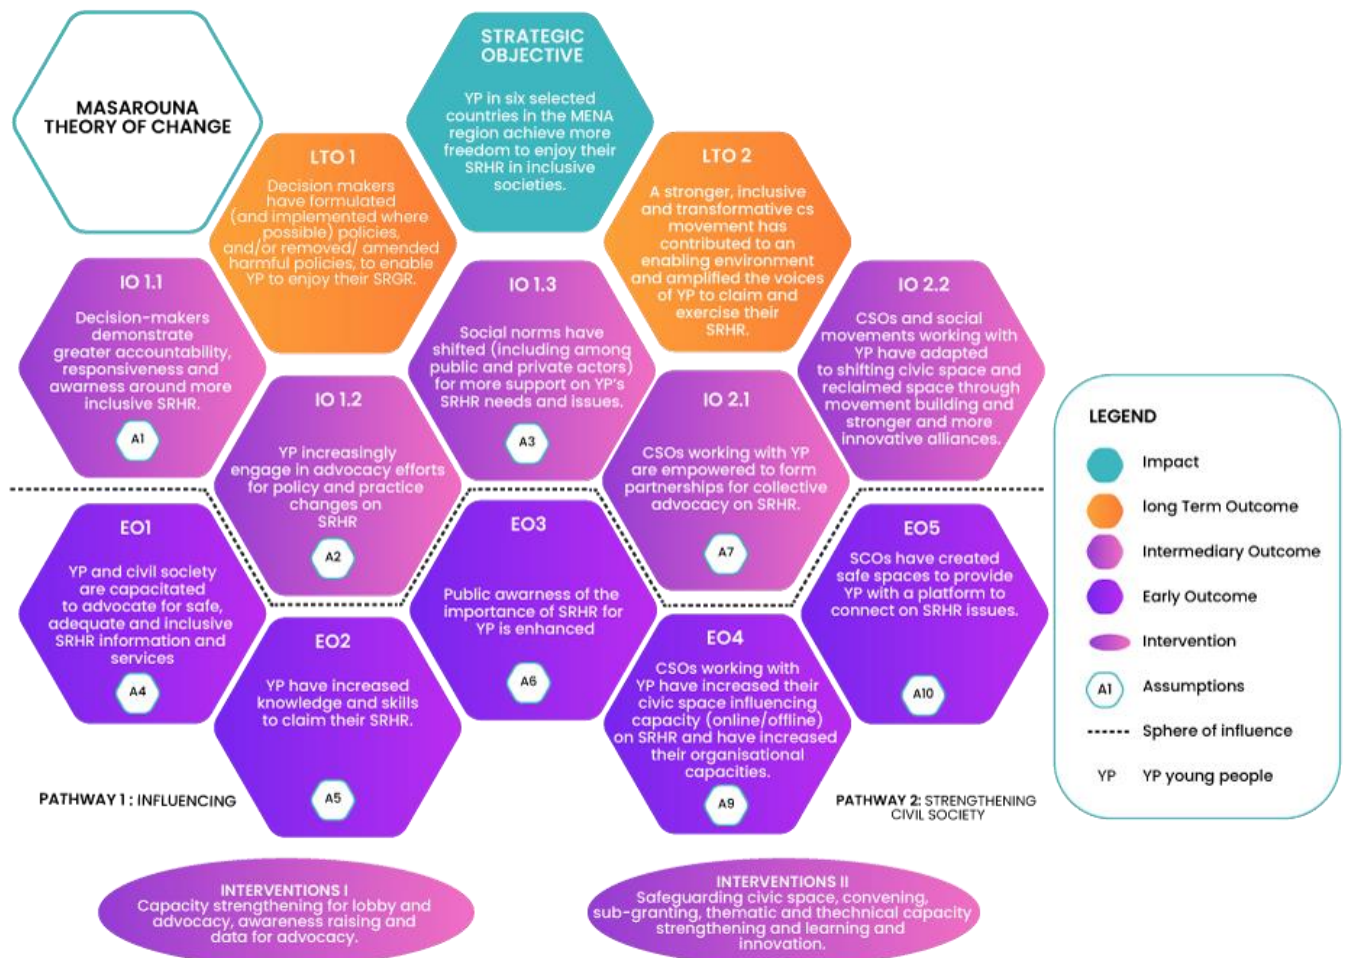 MASAROUNA
THEORY OF CHANGE
STRATEGIC
OBJECTIVE
YP in six selected
countries in the MENA
region achieve more
freedom to enjoy their
SRHR in inclusive
societies.
LTO 1
Decision makers
have formulated
(and implemented where
possible) policies,
and/or removed/ amended
harmful policies, to enable
YP to enjoy their SRGR.
LTO 2
A stronger, inclusive
and transformative cs
movement has
contributed to an
enabling environment
and amplified the voices
of YP to claim and
exercise their
SRHR.
IO 1.1
Decision-makers
demonstrate
greater accountability,
responsiveness and
awarness around more
inclusive SRHR.
A1
IO 1.2
YP increasingly
engage in advocacy efforts
for policy and practice
changes on
SRHR
A2
IO 1.3
Social norms have
shifted (including among
public and private actors)
for more support on YP's
SRHR needs and issues.
A3
IO 2.1
CSOs working with YP
are empowered to form
partnerships for collective
advocacy on SRHR.
A7
IO 2.2
CSOs and social
movements working with
YP have adapted
to shifting civic space and
reclaimed space through
movement building and
stronger and more
innovative alliances.
EO1
YP and civil society
are capacitated
to advocate for safe,
adequate and inclusive
SRHR information and
services
A4
EO2
YP have increased
knowledge and skills
to claim their SRHR.
A5
EO3
Public awareness of the
importance of SRHR for
YP is enhanced
A6
EO4
CSOs working with
YP have increased their
civic space influencing
capacity (online/offline)
on SRHR and have increased
their organisational
capacities.
A9
EO5
SCOs have created
safe spaces to provide
YP with a platform to
connect on SRHR issues.
A10
PATHWAY 1 : INFLUENCING
PATHWAY 2: STRENGTHENING
CIVIL SOCIETY
INTERVENTIONS I
Capacity strengthening for lobby and
advocacy, awareness raising and
data for advocacy.
INTERVENTIONS II
Safeguarding civic space, convening,
sub-granting, thematic and thechnical capacity
strengthening and learning and
innovation.
LEGEND
Impact
long Term Outcome
Intermediary Outcome
Early Outcome
Intervention
A1 Assumptions
Sphere of influence
YP YP young people